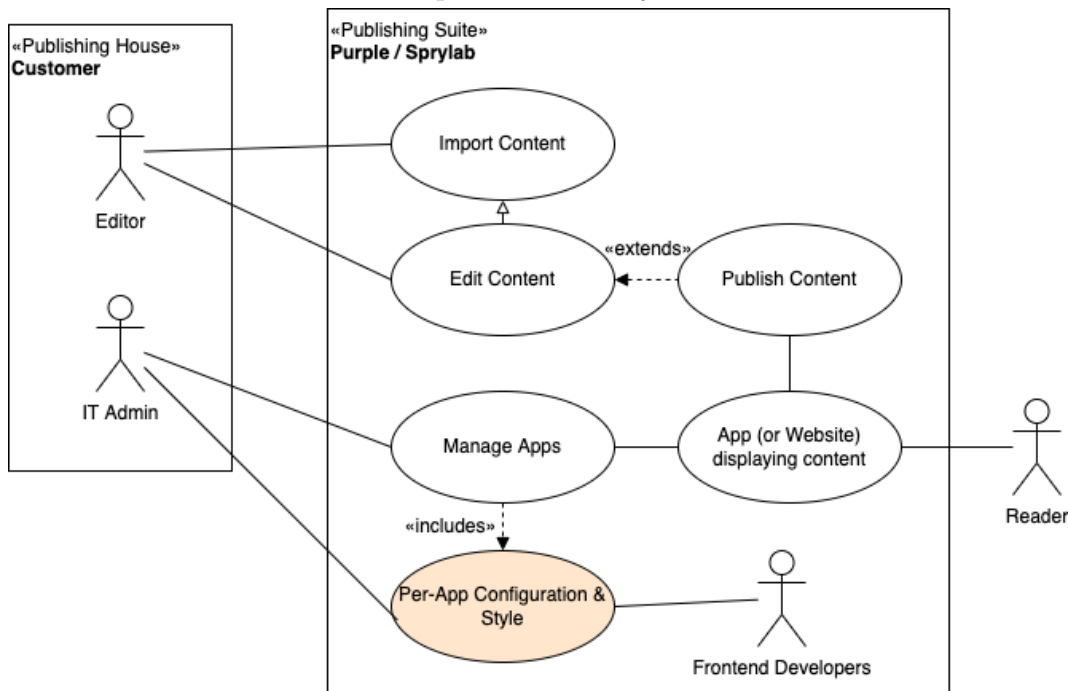 «Publishing House»
Customer
Editor
IT Admin
«Publishing Suite»
Purple / Sprylab
Import Content
Edit Content
«extends»
Publish Content
Manage Apps
App (or Website)
displaying content
«includes»
Per-App Configuration &
Style
Frontend Developers
Reader